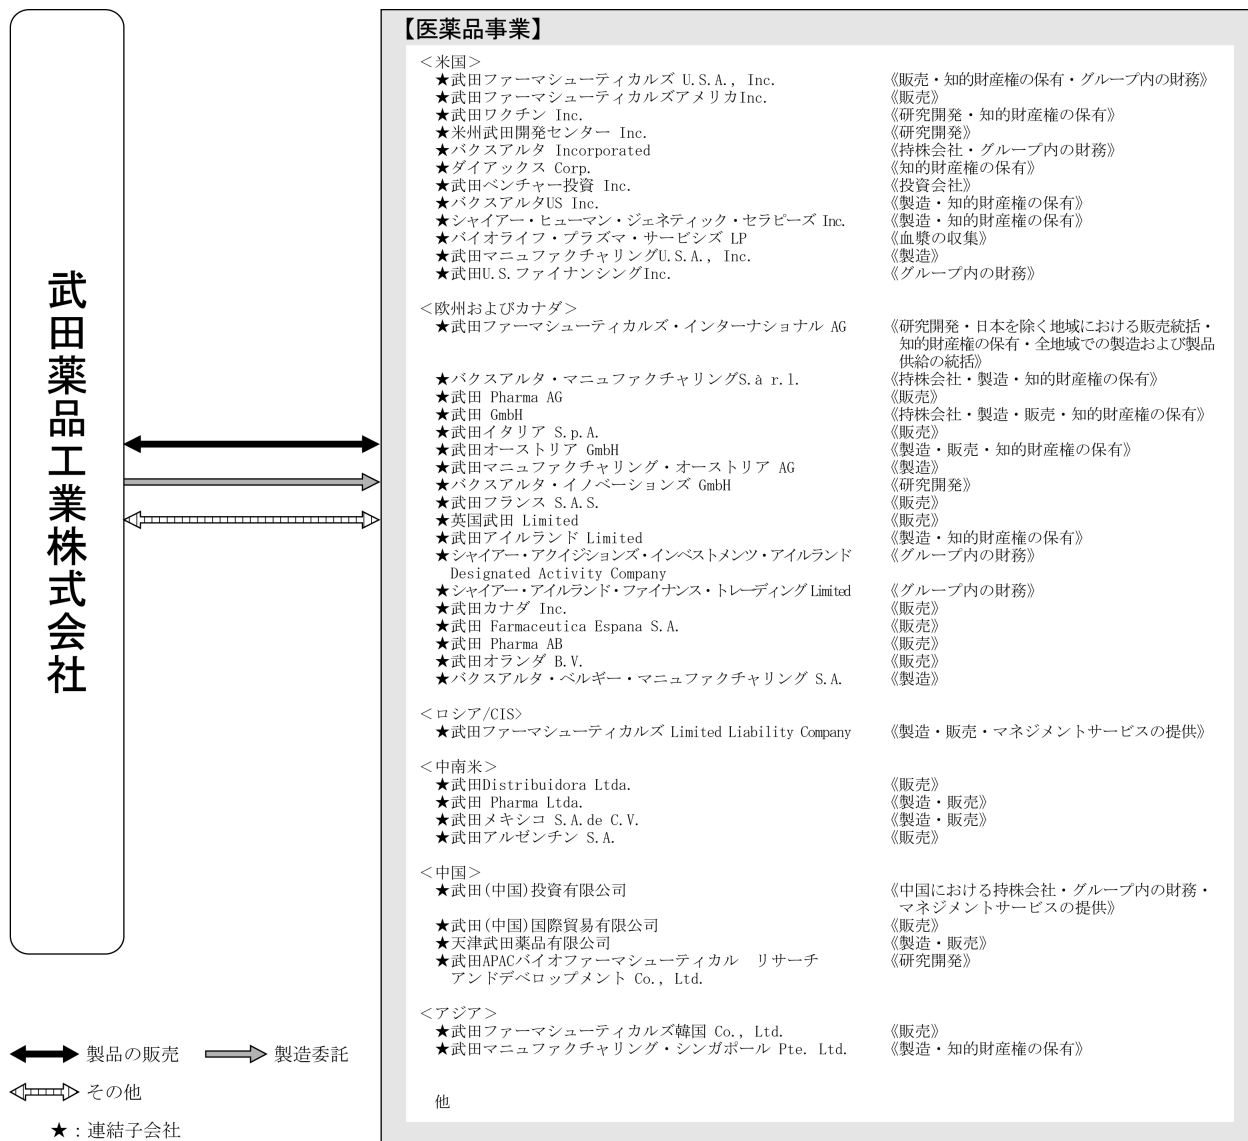 武田薬品工業株式会社
【医薬品事業】
＜米国＞
★武田ファーマシューティカルズ U.S.A., Inc. 《販売・知的財産権の保有・グループ内の財務》
★武田ファーマシューティカルズアメリカInc. 《販売》
★武田ワクチン Inc. 《研究開発・知的財産権の保有》
★米州武田開発センター Inc. 《研究開発》
★バクスアルタ Incorporated 《持株会社・グループ内の財務》
★ダイアックス Corp. 《知的財産権の保有》
★武田ベンチャー投資 Inc. 《投資会社》
★バクスアルタUS Inc. 《製造・知的財産権の保有》
★シャイアー・ヒューマン・ジェネティック・セラピーズ Inc. 《製造・知的財産権の保有》
★バイオライフ・プラズマ・サービシズ LP 《血漿の収集》
★武田マニュファクチャリングU.S.A., Inc. 《製造》
★武田U.S.ファイナンシングInc. 《グループ内の財務》
＜欧州およびカナダ＞
★武田ファーマシューティカルズ・インターナショナル AG 《研究開発・日本を除く地域における販売統括・
知的財産権の保有・全地域での製造および製品
供給の統括》
★バクスアルタ・マニュファクチャリングS.à r.l. 《持株会社・製造・知的財産権の保有》
★武田 Pharma AG 《販売》
★武田 GmbH 《持株会社・製造・販売・知的財産権の保有》
★武田イタリア S.p.A. 《販売》
★武田オーストリア GmbH 《製造・販売・知的財産権の保有》
★武田マニュファクチャリング・オーストリア AG 《製造》
★バクスアルタ・イノベーションズ GmbH 《研究開発》
★武田フランス S.A.S. 《販売》
★英国武田 Limited 《販売》
★武田アイルランド Limited 《製造・知的財産権の保有》
★シャイアー・アクイジションズ・インベストメンツ・アイルランド 《グループ内の財務》
Designated Activity Company
★シャイアー・アイルランド・ファイナンス・トレーディング Limited 《グループ内の財務》
★武田カナダ Inc. 《販売》
★武田 Farmaceutica Espana S.A. 《販売》
★武田 Pharma AB 《販売》
★武田オランダ B.V. 《販売》
★バクスアルタ・ベルギー・マニュファクチャリング S.A. 《製造》
＜ロシア/CIS＞
★武田ファーマシューティカルズ Limited Liability Company 《製造・販売・マネジメントサービスの提供》
＜中南米＞
★武田Distribuidora Ltda. 《販売》
★武田 Pharma Ltda. 《製造・販売》
★武田メキシコ S.A.de C.V. 《製造・販売》
★武田アルゼンチン S.A. 《販売》
＜中国＞
★武田(中国)投資有限公司 《中国における持株会社・グループ内の財務・
マネジメントサービスの提供》
★武田(中国)国際貿易有限公司 《販売》
★天津武田薬品有限公司 《製造・販売》
★武田APACバイオファーマシューティカル　リサーチ 《研究開発》
アンドデベロップメント Co., Ltd.
＜アジア＞
★武田ファーマシューティカルズ韓国 Co., Ltd. 《販売》
★武田マニュファクチャリング・シンガポール Pte. Ltd. 《製造・知的財産権の保有》
他
製品の販売 製造委託
その他
★：連結子会社